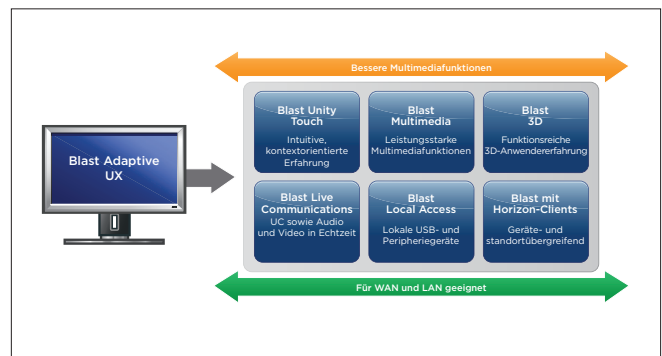 Bessere Multimediafunktionen
Blast Adaptive
UX
Blast Unity
Touch
Intuitive,
kontextorientierte
Erfahrung
Blast
Multimedia
Leistungsstarke
Multimediafunktionen
Blast
3D
Funktionsreiche
3D-Anwendererfahrung
Blast Live
Communications
UC sowie Audio
und Video in Echtzeit
Blast
Local Access
Lokale USB- und
Peripheriegeräte
Blast mit
Horizon-Clients
Geräte- und
standortübergreifend
Für WAN und LAN geeignet